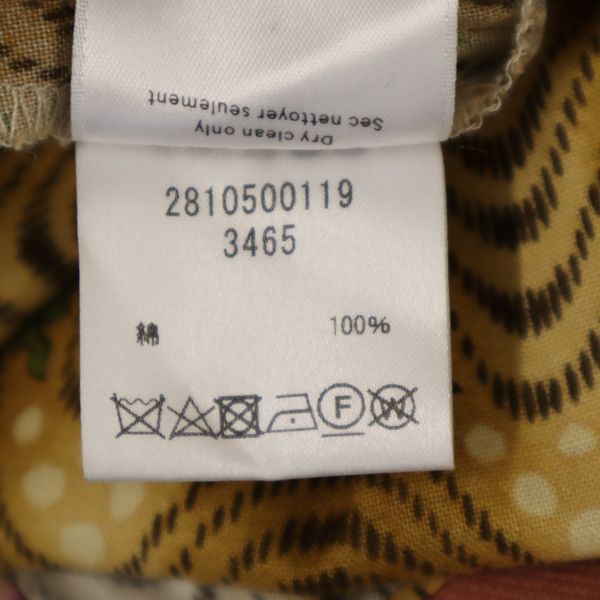 Sec nettoyer seulement
Dry clean only
2810500119
3465
綿 100%
F W